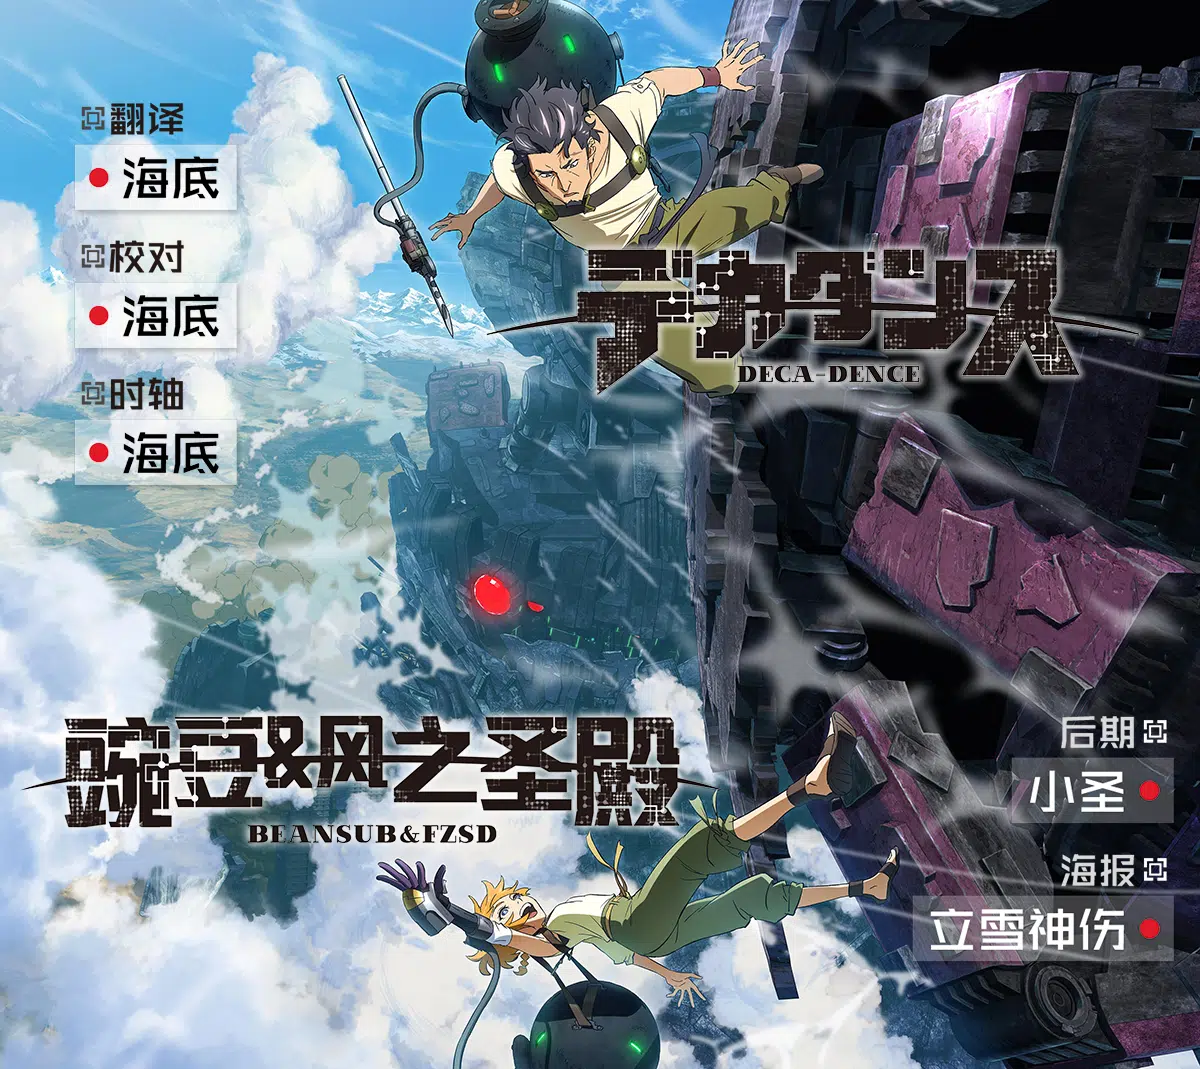 翻译
海底
校对
海底
时轴
海底
デカダンス
DECA-DENCE
豌豆&风之圣殿
BEANSUB&FZSD
后期
小圣
海报
立雪神伤